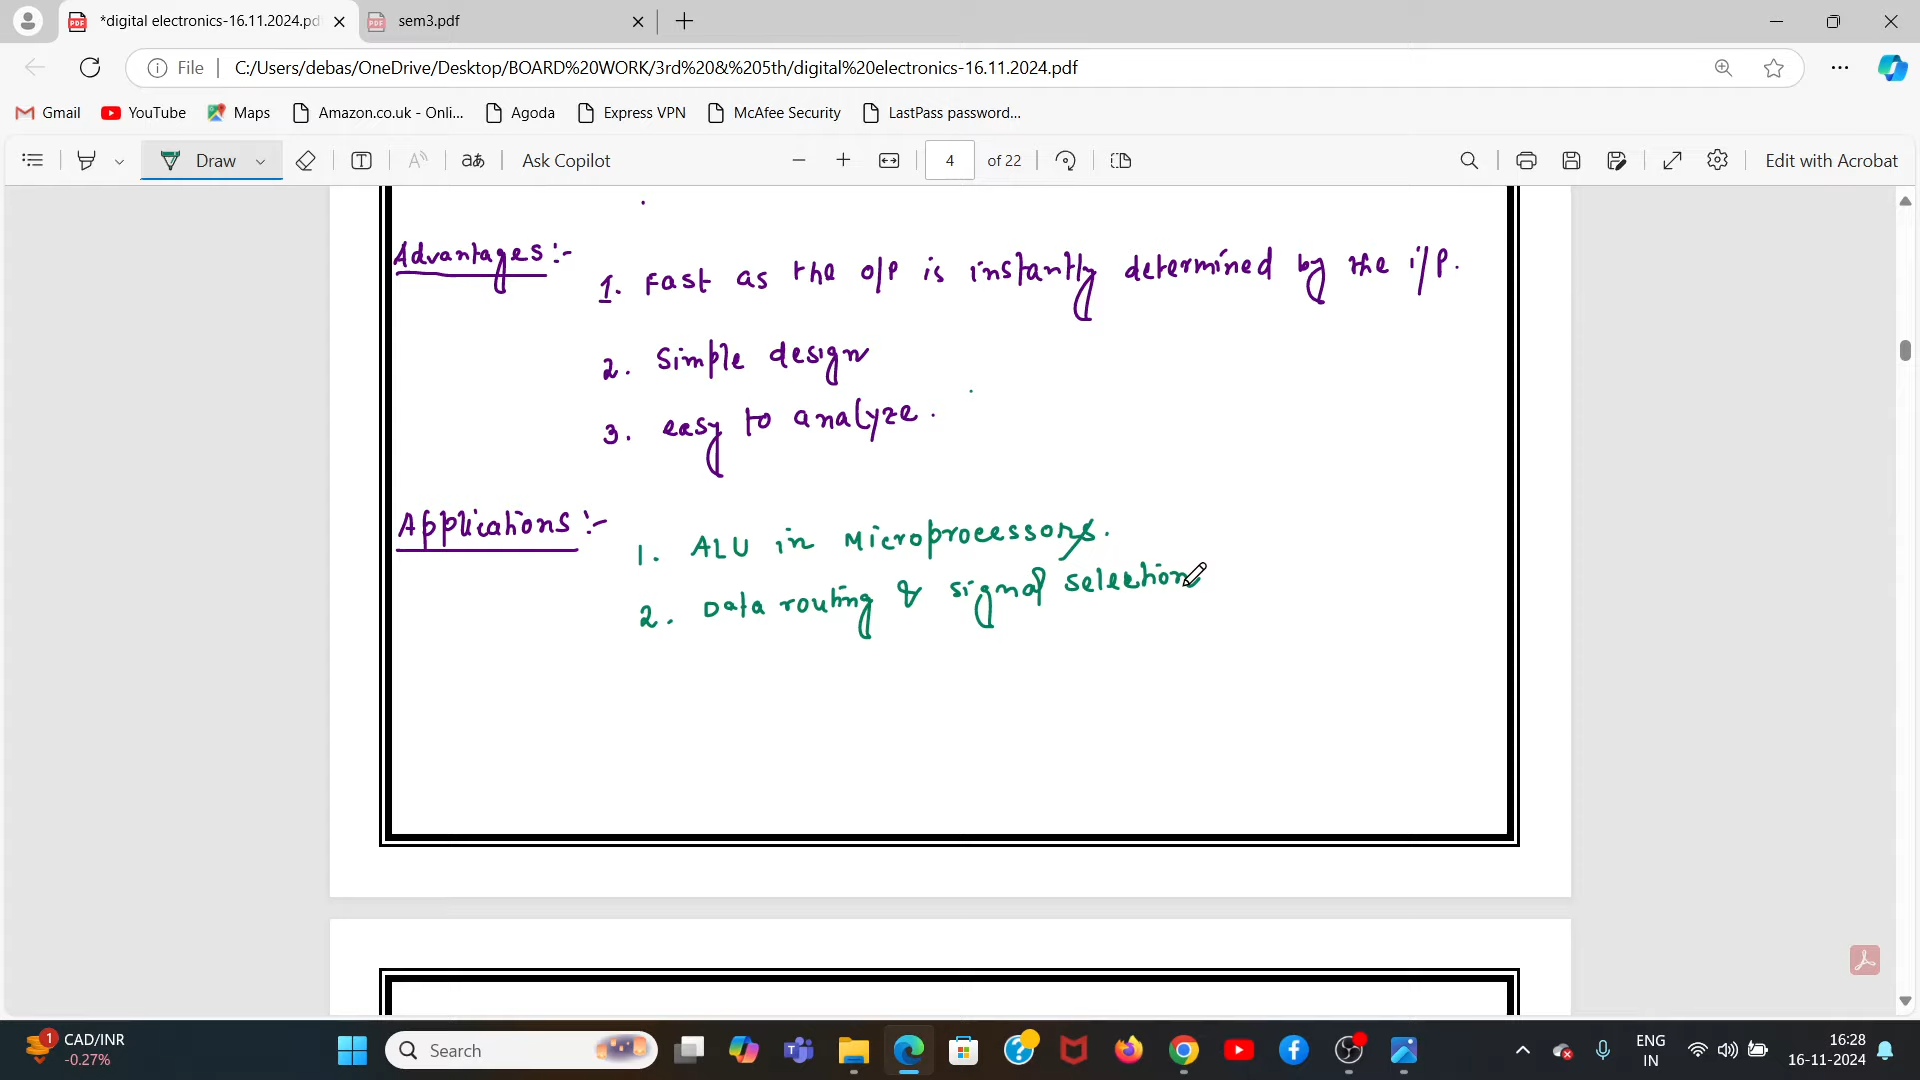 *digital electronics-16.11.2024.pd
sem3.pdf
File
C:/Users/debas/OneDrive/Desktop/BOARD%20WORK/3rd%20&%205th/digital%20electronics-16.11.2024.pdf
Gmail YouTube Maps Amazon.co.uk - Onli... Agoda Express VPN McAfee Security LastPass password...
Draw T aあ Ask Copilot 4 of 22 Edit with Acrobat
Advantages :- 1. Fast as the o/p is instantly determined by the i/p.
2. Simple design
3. easy to analyze.
Applications :- 1. ALU in Microprocessors.
2. Data routing & signal selection
1 CAD/INR
-0.27%
Search
ENG
IN
16:28
16-11-2024